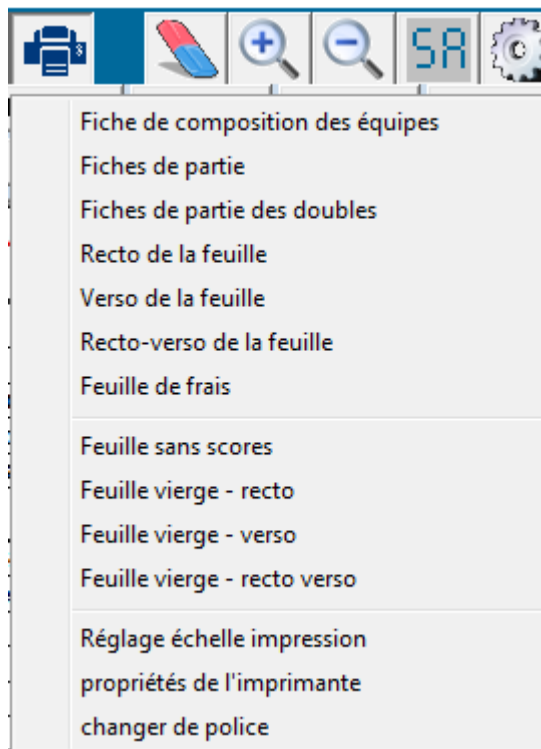 SA
Fiche de composition des équipes
Fiches de partie
Fiches de partie des doubles
Recto de la feuille
Verso de la feuille
Recto-verso de la feuille
Feuille de frais
Feuille sans scores
Feuille vierge - recto
Feuille vierge - verso
Feuille vierge - recto verso
Réglage échelle impression
propriétés de l'imprimante
changer de police